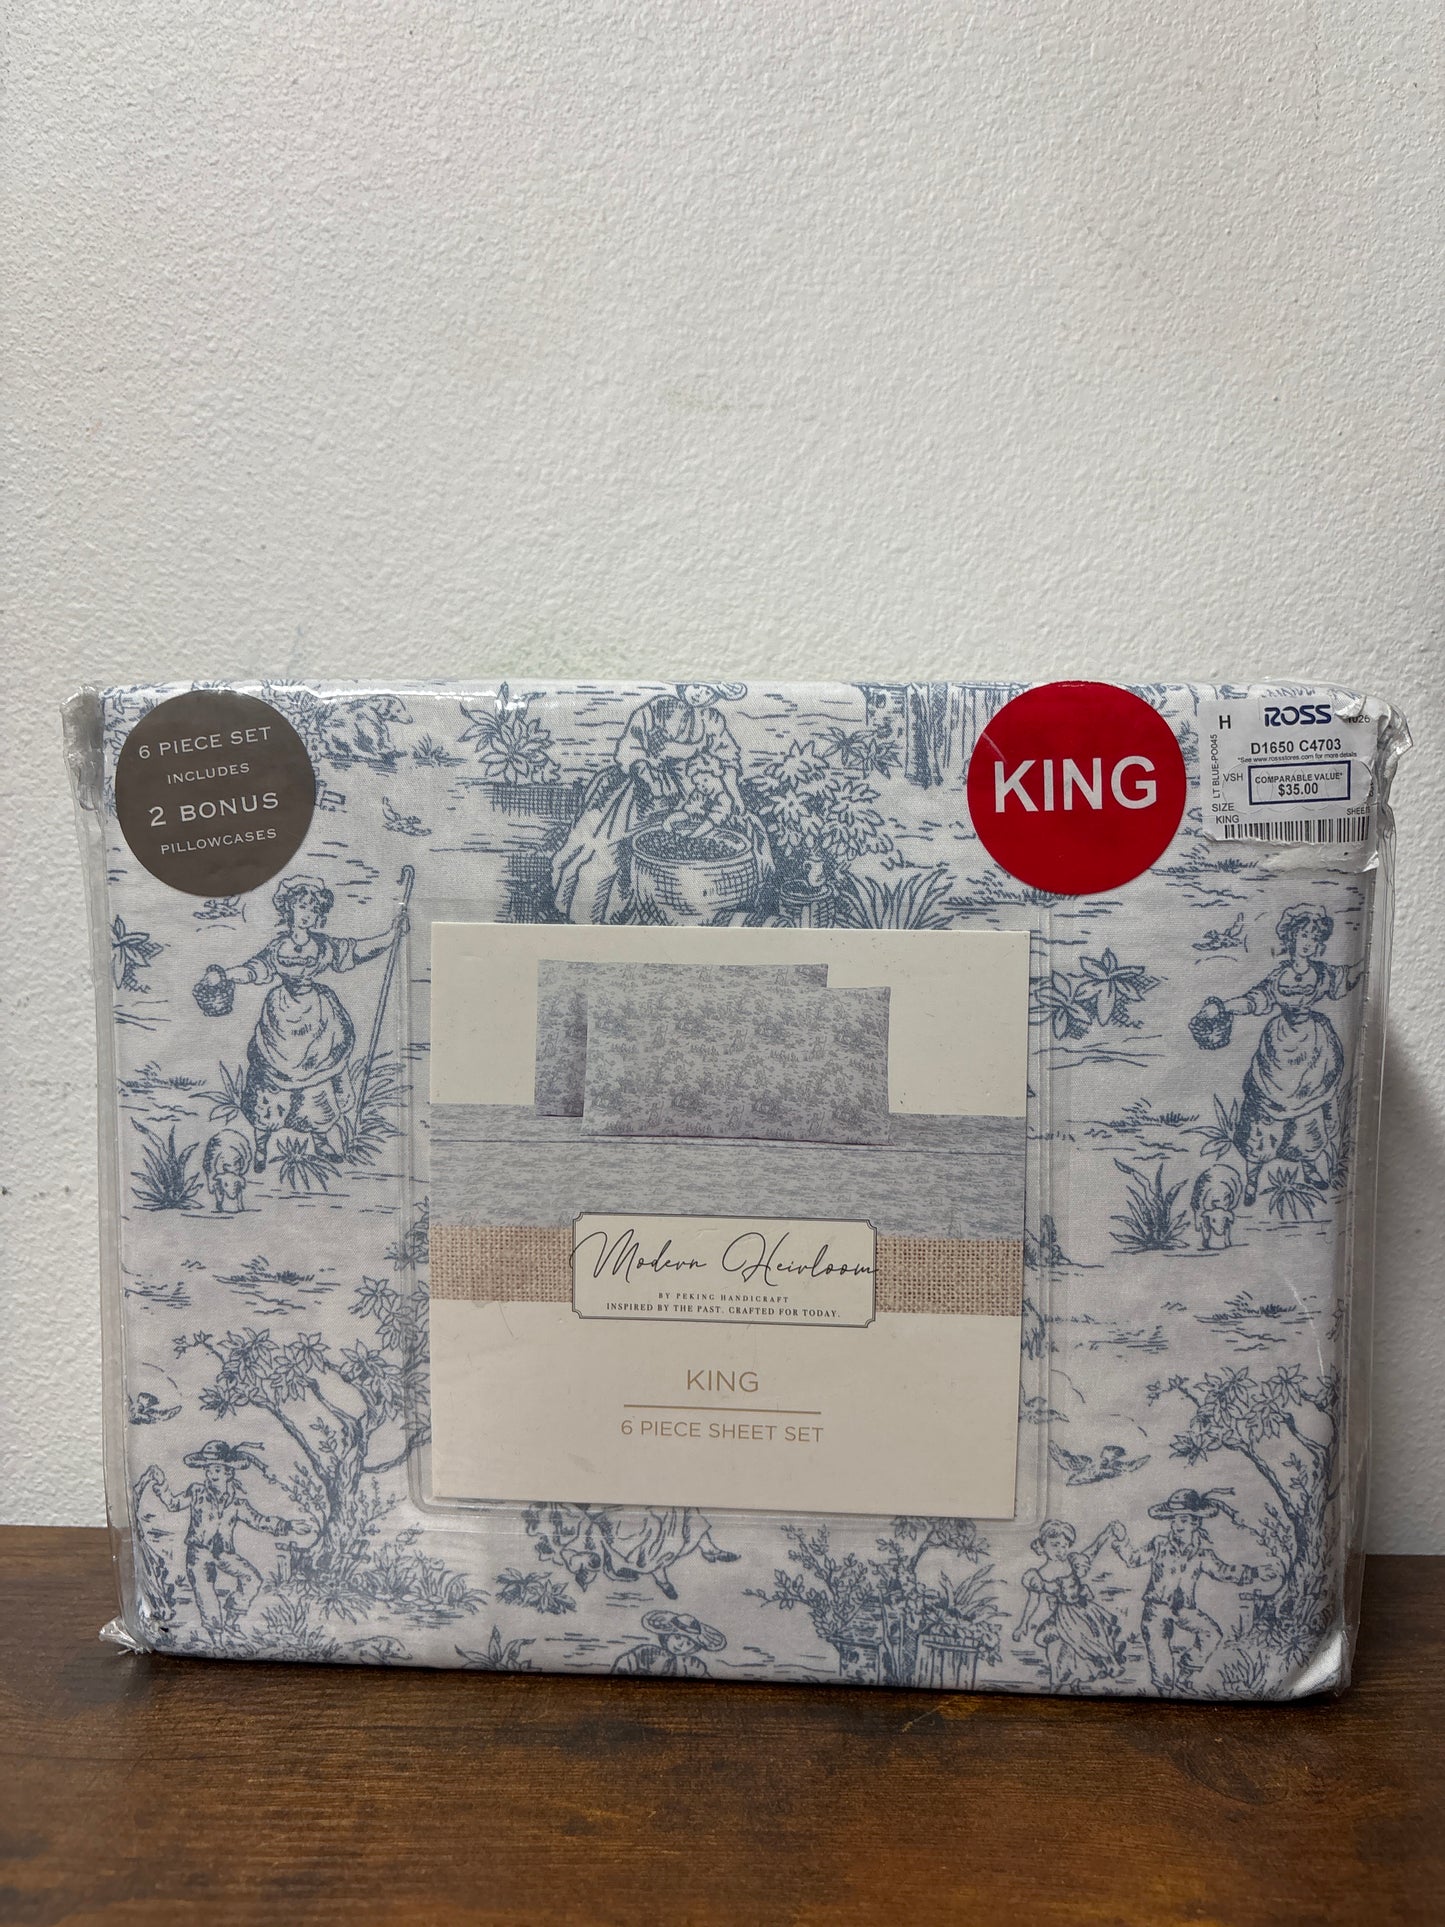 6 PIECE SET
INCLUDES
2 BONUS
PILLOWCASES
KING
H ROSS
D1650 C4703
*See www.rossstores.com for more details
LT BLUE-PO045
VSH
COMPARABLE VALUE*
$35.00
SIZE
KING
Modern Heirloom
BY PEKING HANDICRAFT
INSPIRED BY THE PAST. CRAFTED FOR TODAY.
KING
6 PIECE SHEET SET